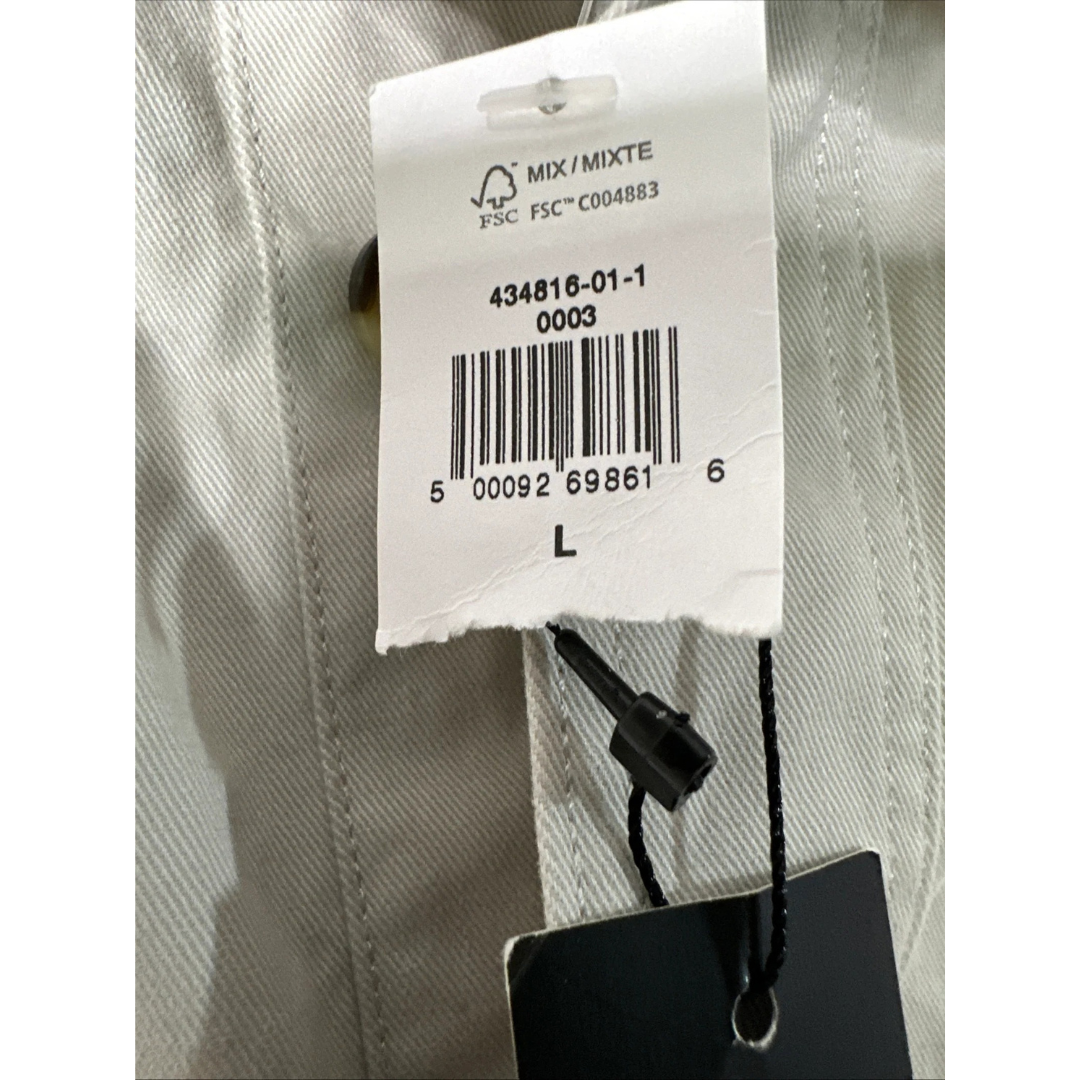 MIX / MIXTE
FSC FSC™ C004883
434816-01-1
0003
5 00092 69861 6
L